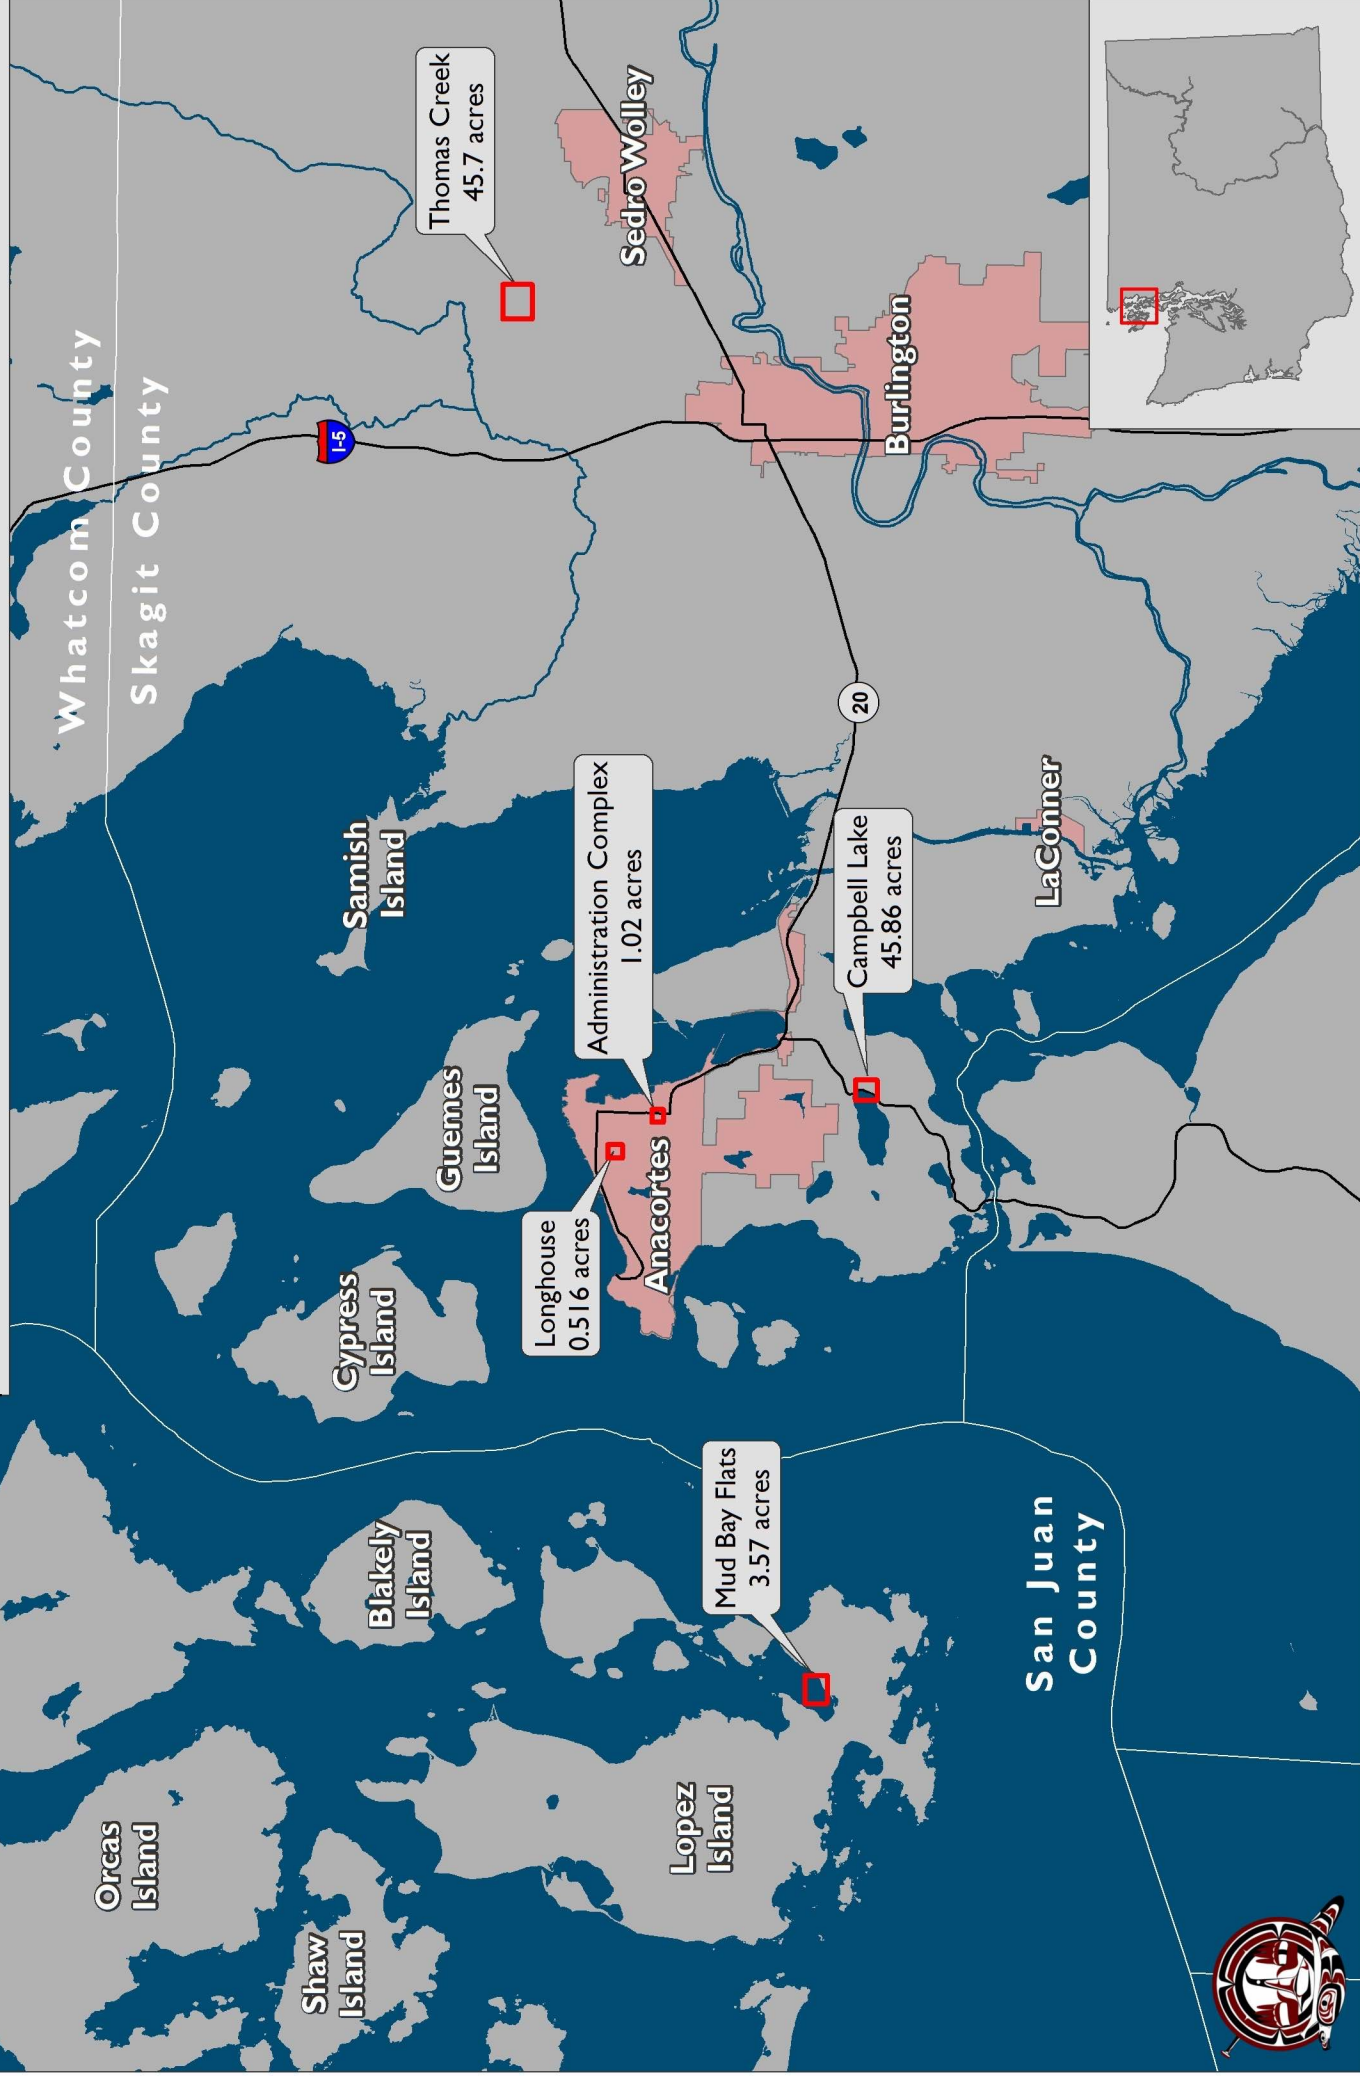 Whatcom County
Skagit County
I-5
Thomas Creek
45.7 acres
Sedro Wolley
Burlington
20
Samish
Island
Administration Complex
1.02 acres
Campbell Lake
45.86 acres
LaConner
Guemes
Island
Longhouse
0.516 acres
Anacortes
Cypress
Island
Blakely
Island
Mud Bay Flats
3.57 acres
San Juan
County
Orcas
Island
Shaw
Island
Lopez
Island